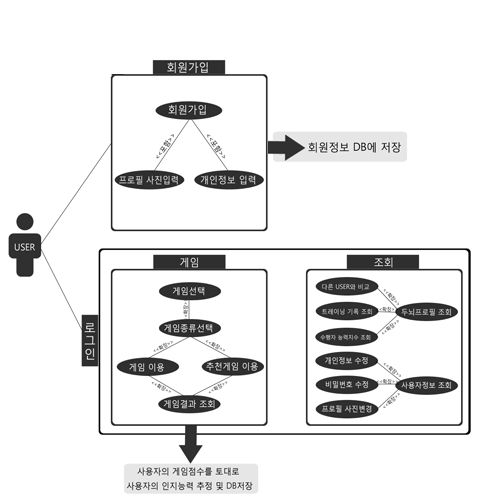 회원가입
회원가입
<<포함>>
<<포함>>
프로필 사진입력
개인정보 입력
회원정보 DB에 저장
USER
로그인
게임
게임선택
<<확장>>
게임종류선택
<<확장>>
<<확장>>
게임 이용
추천게임 이용
<<확장>>
<<확장>>
게임결과 조회
조회
다른 USER와 비교
<<확장>>
트레이닝 기록 조회
<<확장>>
두뇌프로필 조회
수행자 능력지수 조회
<<확장>>
개인정보 수정
<<확장>>
비밀번호 수정
<<확장>>
사용자정보 조회
프로필 사진변경
<<확장>>
사용자의 게임점수를 토대로
사용자의 인지능력 추정 및 DB저장